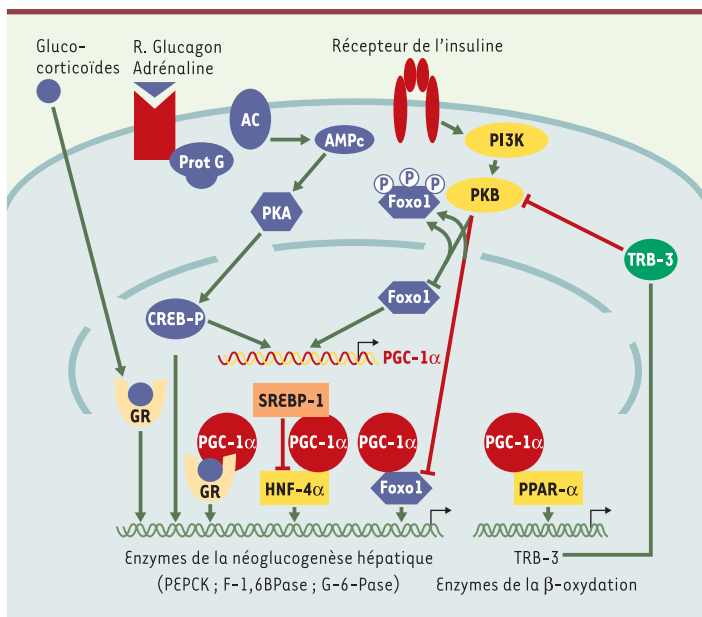 Gluco-
corticoïdes
R. Glucagon
Adrénaline
Récepteur de l'insuline
AC
AMPc
Prot G
PKA
PI3K
P
P
P
Foxo1
PKB
TRB-3
Foxo1
CREB-P
PGC-1α
GR
SREBP-1
PGC-1α
PGC-1α
PGC-1α
PGC-1α
GR
HNF-4α
Foxo1
PPAR-α
Enzymes de la néoglucogenèse hépatique
(PEPCK ; F-1,6BPase ; G-6-Pase)
TRB-3
Enzymes de la β-oxydation